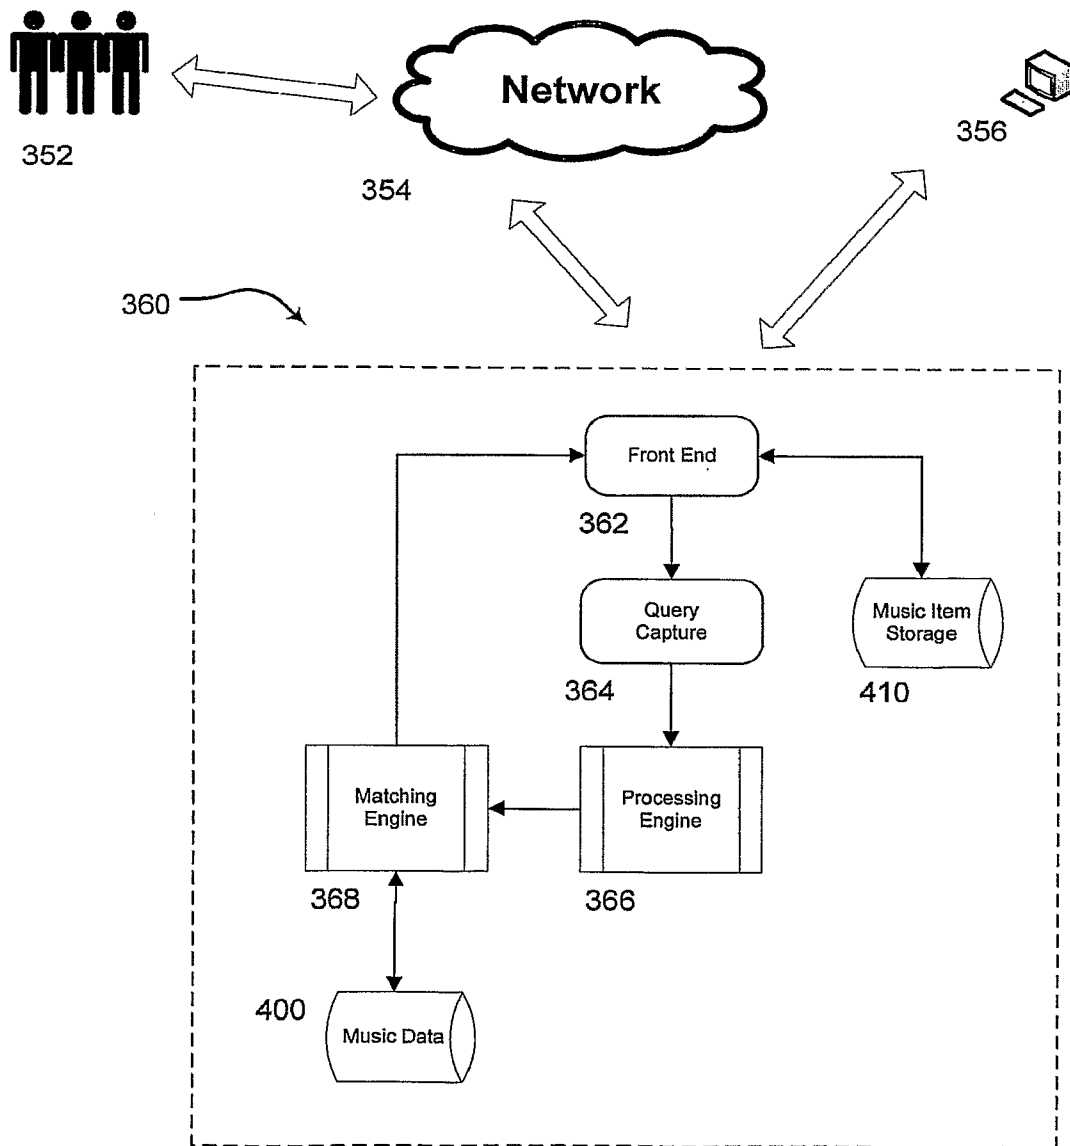 Network
352
354
356
360
Front End
362
Query
Capture
Music Item
Storage
364
410
Matching
Engine
Processing
Engine
368
366
400
Music Data